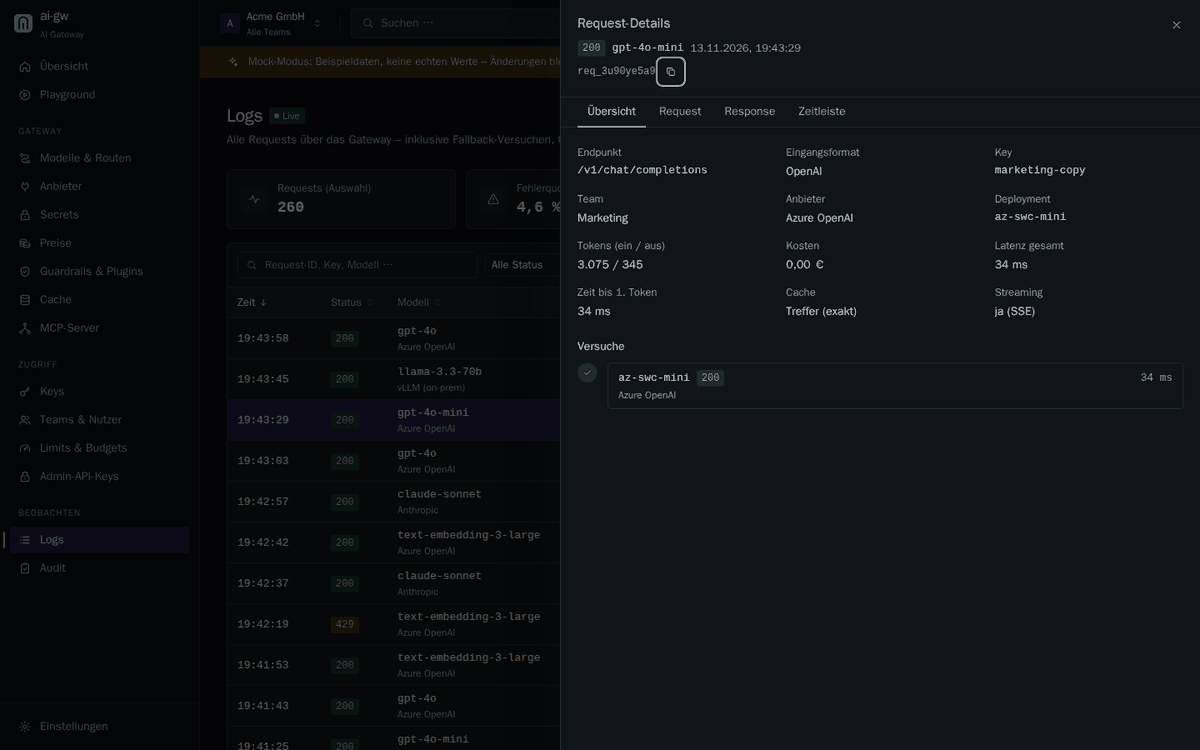 ai-gw
AI Gateway
Übersicht
Playground
GATEWAY
Modelle & Routen
Anbieter
Secrets
Preise
Guardrails & Plugins
Cache
MCP-Server
ZUGRIFF
Keys
Teams & Nutzer
Limits & Budgets
Admin-API-Keys
BEOBACHTEN
Logs
Audit
Einstellungen
A
Acme GmbH
Alle Teams
Suchen ···
Mock-Modus: Beispieldaten, keine echten Werte – Änderungen
Logs
Live
Alle Requests über das Gateway – inklusive Fallback-Versuchen,
Requests (Auswahl)
260
4,6 %
Request-ID, Key, Modell ···
Alle Status
Zeit ↓ Status Modell
19:43:58 200 gpt-4o
Azure OpenAI
19:43:45 200 llama-3.3-70b
vLLM (on-prem)
19:43:29 200 gpt-4o-mini
Azure OpenAI
19:43:03 200 gpt-4o
Azure OpenAI
19:42:57 200 claude-sonnet
Anthropic
19:42:42 200 text-embedding-3-large
Azure OpenAI
19:42:37 200 claude-sonnet
Anthropic
19:42:19 429 text-embedding-3-large
Azure OpenAI
19:41:53 200 text-embedding-3-large
Azure OpenAI
19:41:43 200 gpt-4o
Azure OpenAI
19:41:25 200 gpt-4o-mini
Request-Details
200 gpt-4o-mini 13.11.2026, 19:43:29
req_3u90ye5a9
Übersicht Request Response Zeitleiste
Endpunkt Eingangsformat Key
/v1/chat/completions OpenAI marketing-copy
Team Anbieter Deployment
Marketing Azure OpenAI az-swc-mini
Tokens (ein / aus) Kosten Latenz gesamt
3.075 / 345 0,00 € 34 ms
Zeit bis 1. Token Cache Streaming
34 ms Treffer (exakt) ja (SSE)
Versuche
az-swc-mini 200 34 ms
Azure OpenAI